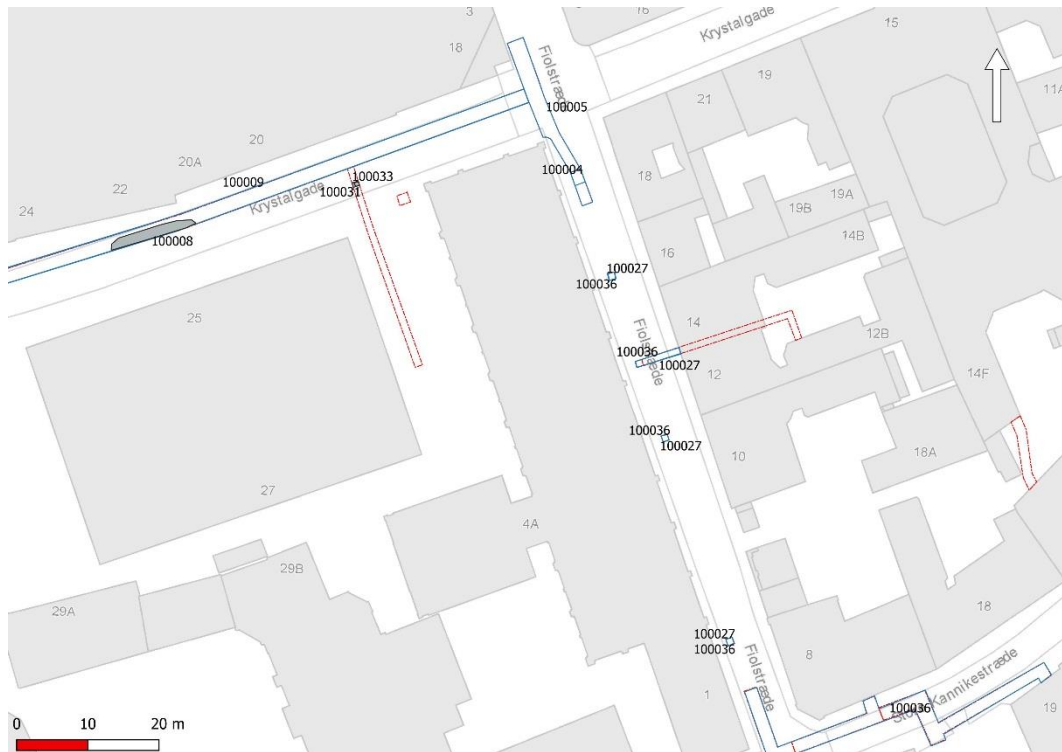 3
16
18
Krystalgade
15
Fiolstræde
19
21
11A
100005
20
20A
18
100004
22
100033
100009
100031
19A
Krystalgade
19B
24
14B
100008
16
100027
100036
25
14
Fiolstræde
12B
100036
100027
12
14F
100036
100027
18A
10
27
4A
29B
29A
18
100027
100036
8
Fiolstræde
1
Kannikestræde
100036
19
0 10 20 m